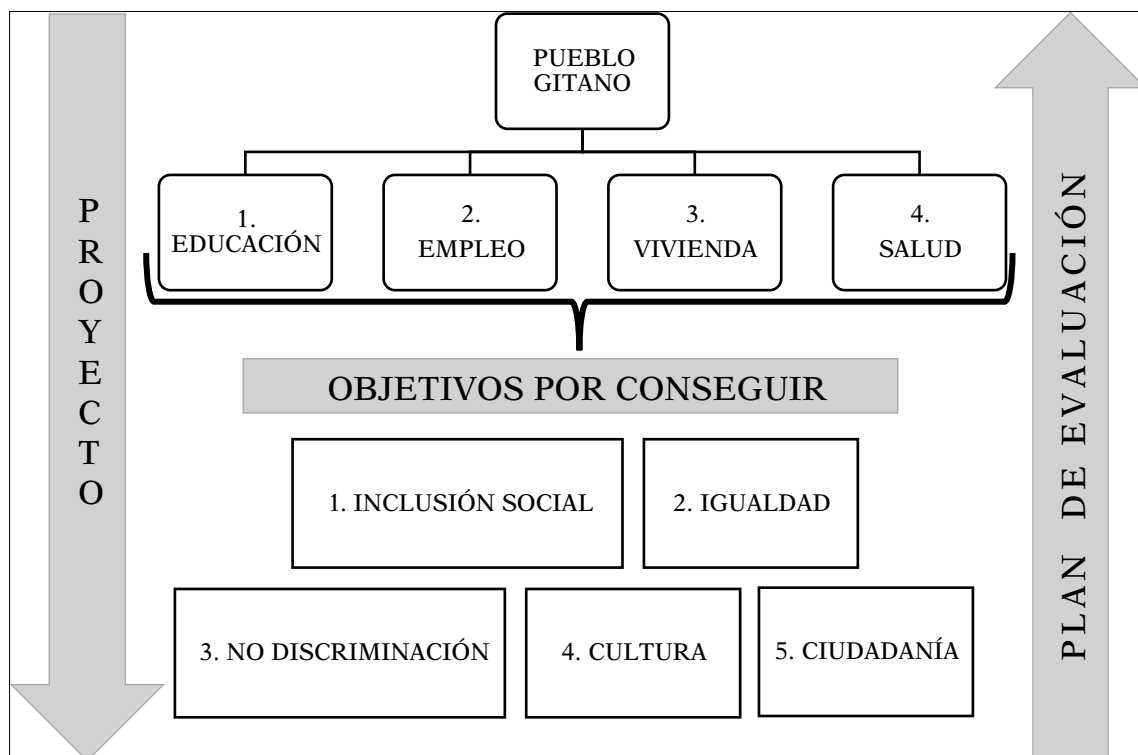 PUEBLO
GITANO
1.
EDUCACIÓN
2.
EMPLEO
3.
VIVIENDA
4.
SALUD
PROYECTO
OBJETIVOS POR CONSEGUIR
1. INCLUSIÓN SOCIAL
2. IGUALDAD
3. NO DISCRIMINACIÓN
4. CULTURA
5. CIUDADANÍA
PLAN DE EVALUACIÓN